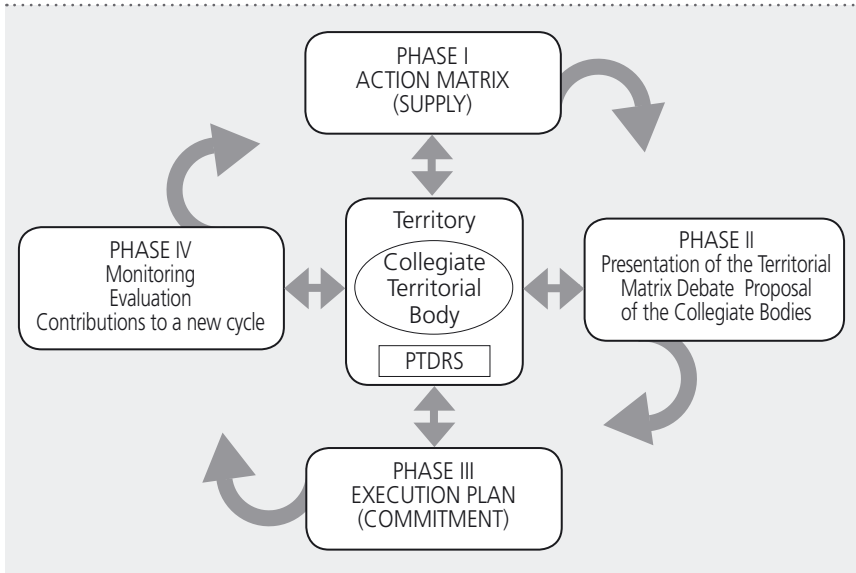 PHASE I
ACTION MATRIX
(SUPPLY)
Territory
Collegiate
Territorial
Body
PTDRS
PHASE IV
Monitoring
Evaluation
Contributions to a new cycle
PHASE II
Presentation of the Territorial
Matrix Debate Proposal
of the Collegiate Bodies
PHASE III
EXECUTION PLAN
(COMMITMENT)